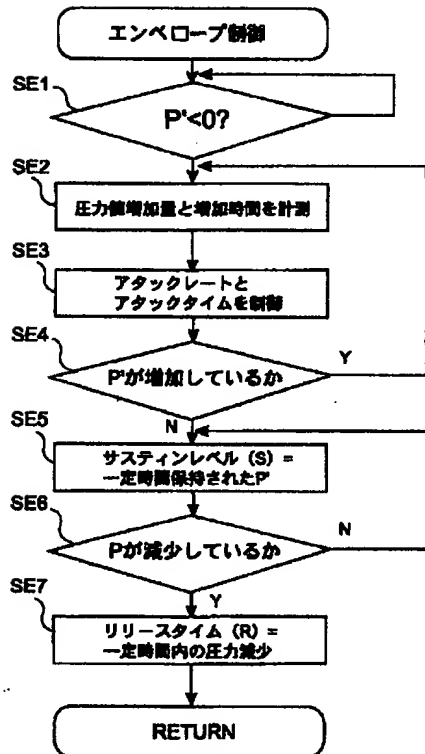 エンベロープ制御
SE1
P'<0?
SE2
圧力値増加量と増加時間を計測
SE3
アタックレートと
アタックタイムを制御
SE4
Y
P'が増加しているか
N
SE5
サスティンレベル（S）＝
一定時間保持されたP'
SE6
N
Pが減少しているか
Y
SE7
リリースタイム（R）＝
一定時間内の圧力減少
RETURN